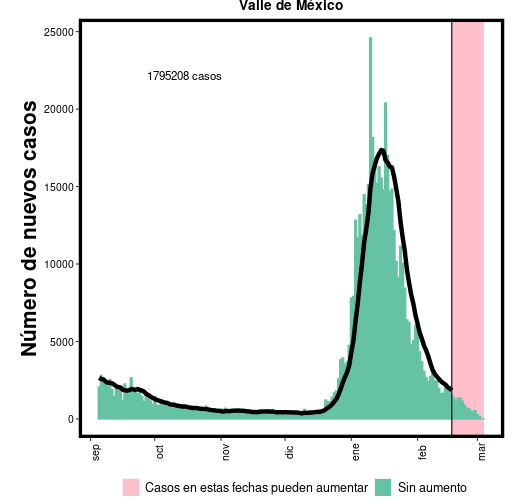 Valle de México
Número de nuevos casos
25000
20000
15000
10000
5000
0
1795208 casos
sep
oct
nov
dic
ene
feb
mar
Casos en estas fechas pueden aumentar
Sin aumento